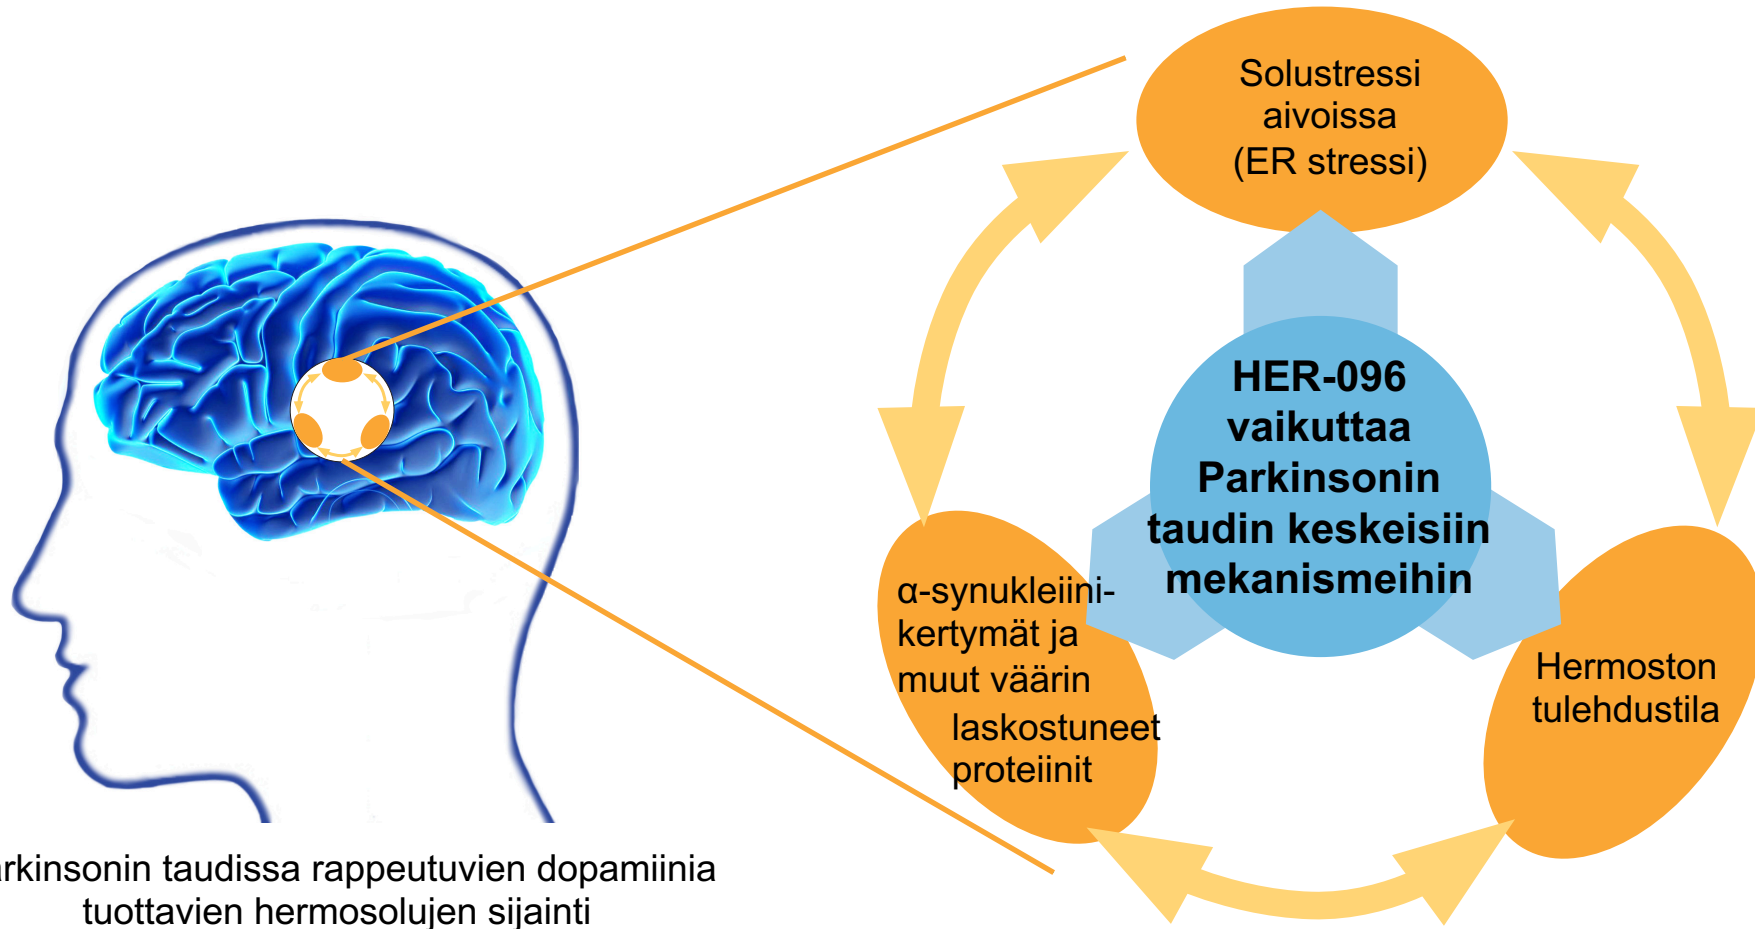 Solustressi
aivoissa
(ER stressi)
HER-096
vaikuttaa
Parkinsonin
taudin keskeisiin
mekanismeihin
α-synukleiini-
kertymät ja
muut väärin
laskostuneet
proteiinit
Hermoston
tulehdustila
arkinsonin taudissa rappeutuvien dopamiinia
tuottavien hermosolujen sijainti